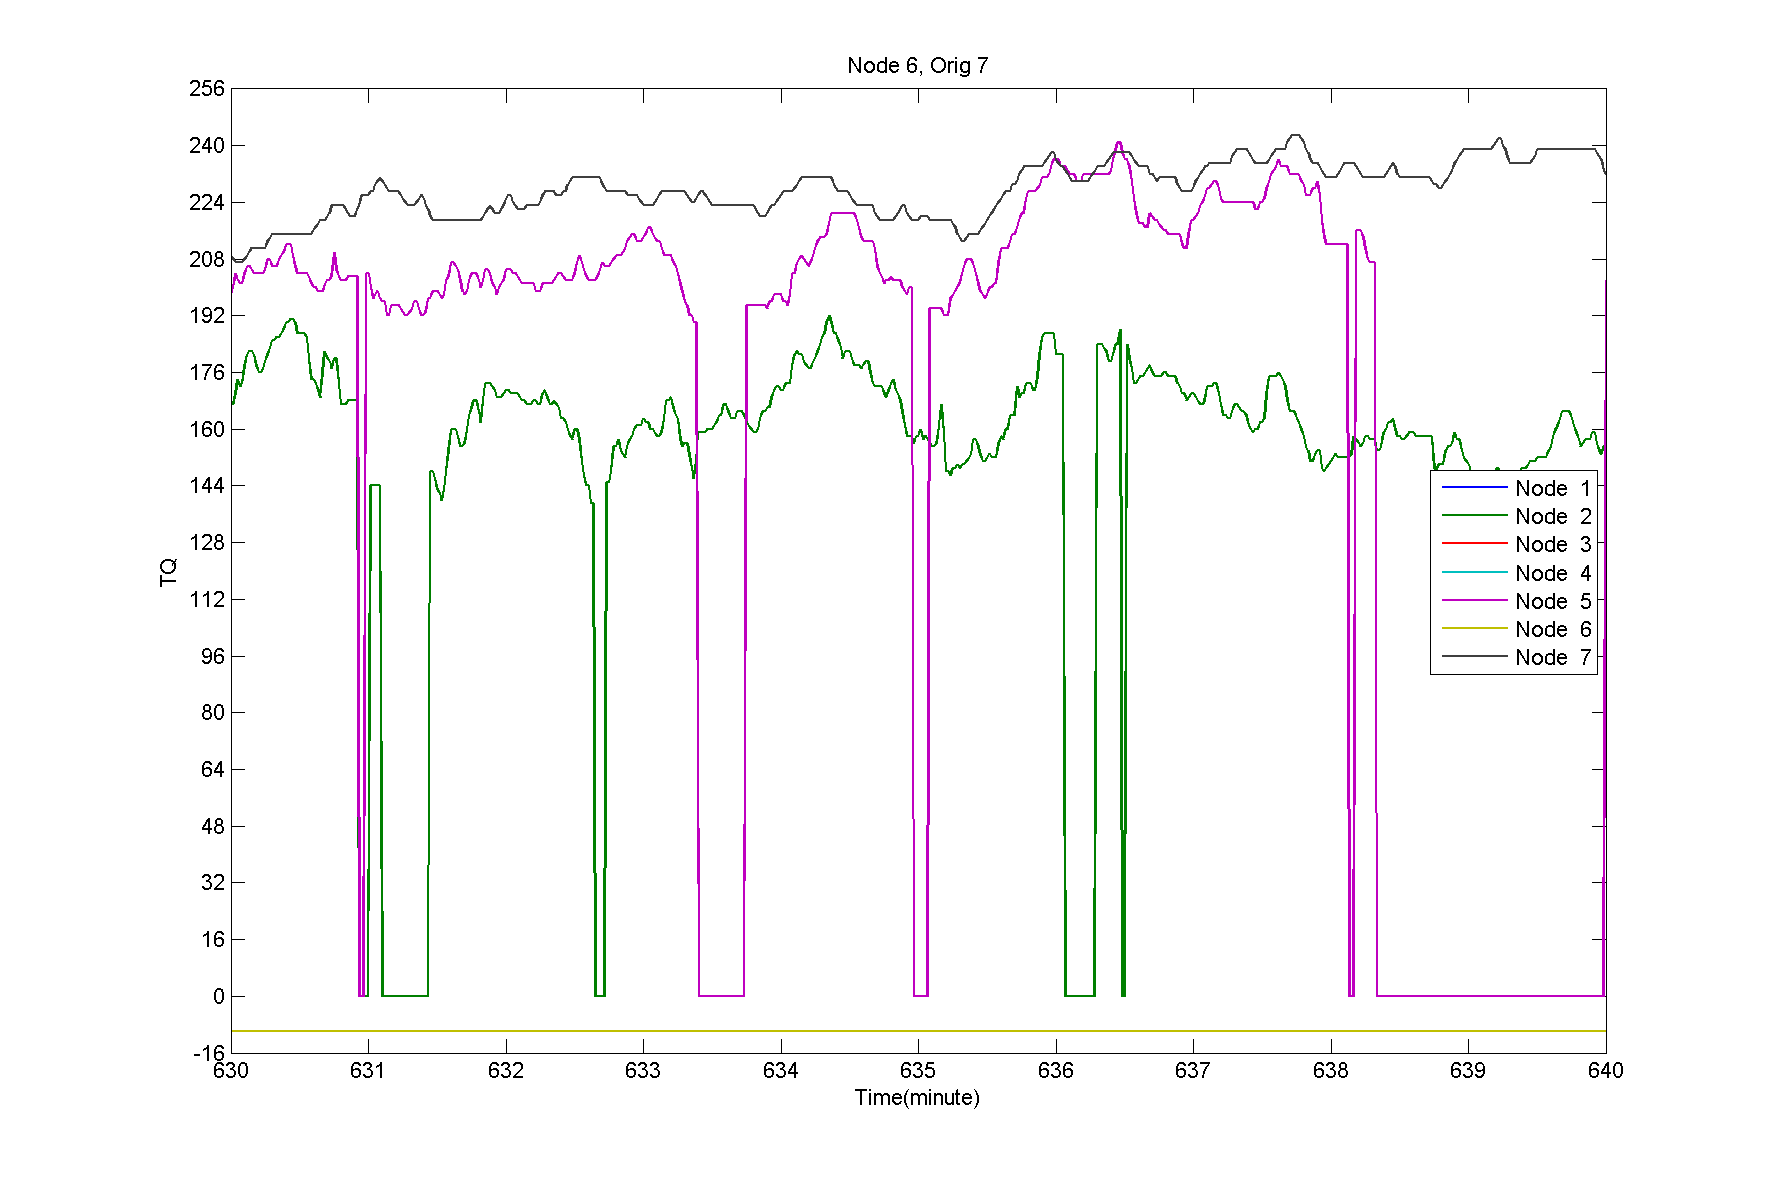 Node 6, Orig 7
256
240
224
208
192
176
160
144
128
112
96
80
64
48
32
16
0
-16
TQ
Node 1
Node 2
Node 3
Node 4
Node 5
Node 6
Node 7
630 631 632 633 634 635 636 637 638 639 640
Time(minute)